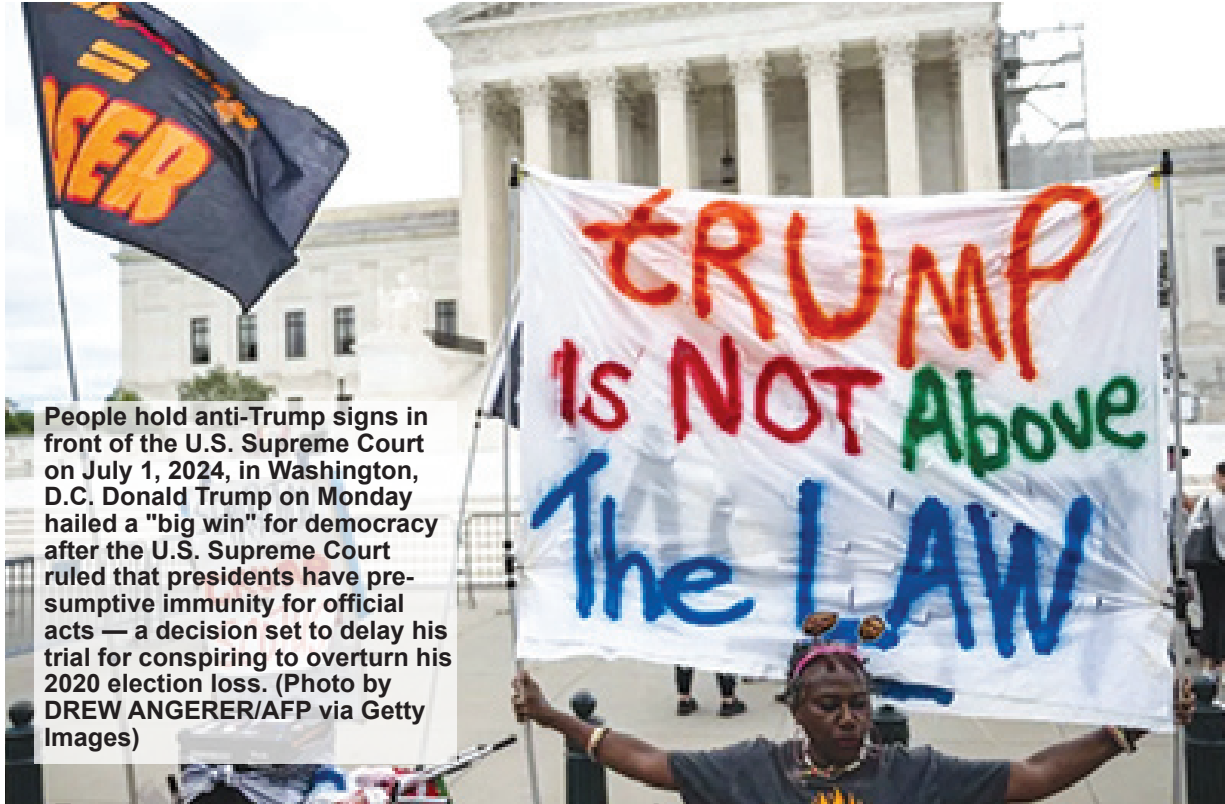 =
SER
tRUMP
Is NOT Above
The LAW
People hold anti-Trump signs in
front of the U.S. Supreme Court
on July 1, 2024, in Washington,
D.C. Donald Trump on Monday
hailed a "big win" for democracy
after the U.S. Supreme Court
ruled that presidents have pre-
sumptive immunity for official
acts — a decision set to delay his
trial for conspiring to overturn his
2020 election loss. (Photo by
DREW ANGERER/AFP via Getty
Images)